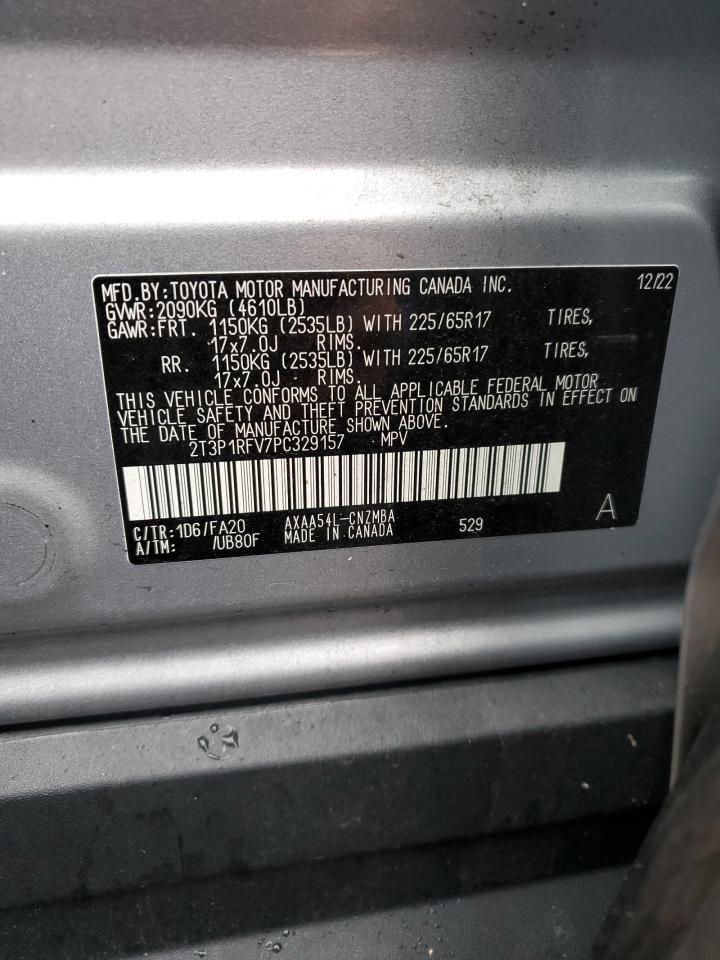 MFD.BY:TOYOTA MOTOR MANUFACTURING CANADA INC. 12/22
GVWR:2090KG (4610LB)
GAWR:FRT. 1150KG (2535LB) WITH 225/65R17 TIRES,
17x7.0J RIMS.
RR. 1150KG (2535LB) WITH 225/65R17 TIRES,
17x7.0J RIMS.
THIS VEHICLE CONFORMS TO ALL APPLICABLE FEDERAL MOTOR
VEHICLE SAFETY AND THEFT PREVENTION STANDARDS IN EFFECT ON
THE DATE OF MANUFACTURE SHOWN ABOVE.
2T3P1RFV7PC329157 MPV
C/TR:1D6/FA20 AXAA54L-CNZMBA 529 A
A/TM: /UB80F MADE IN CANADA